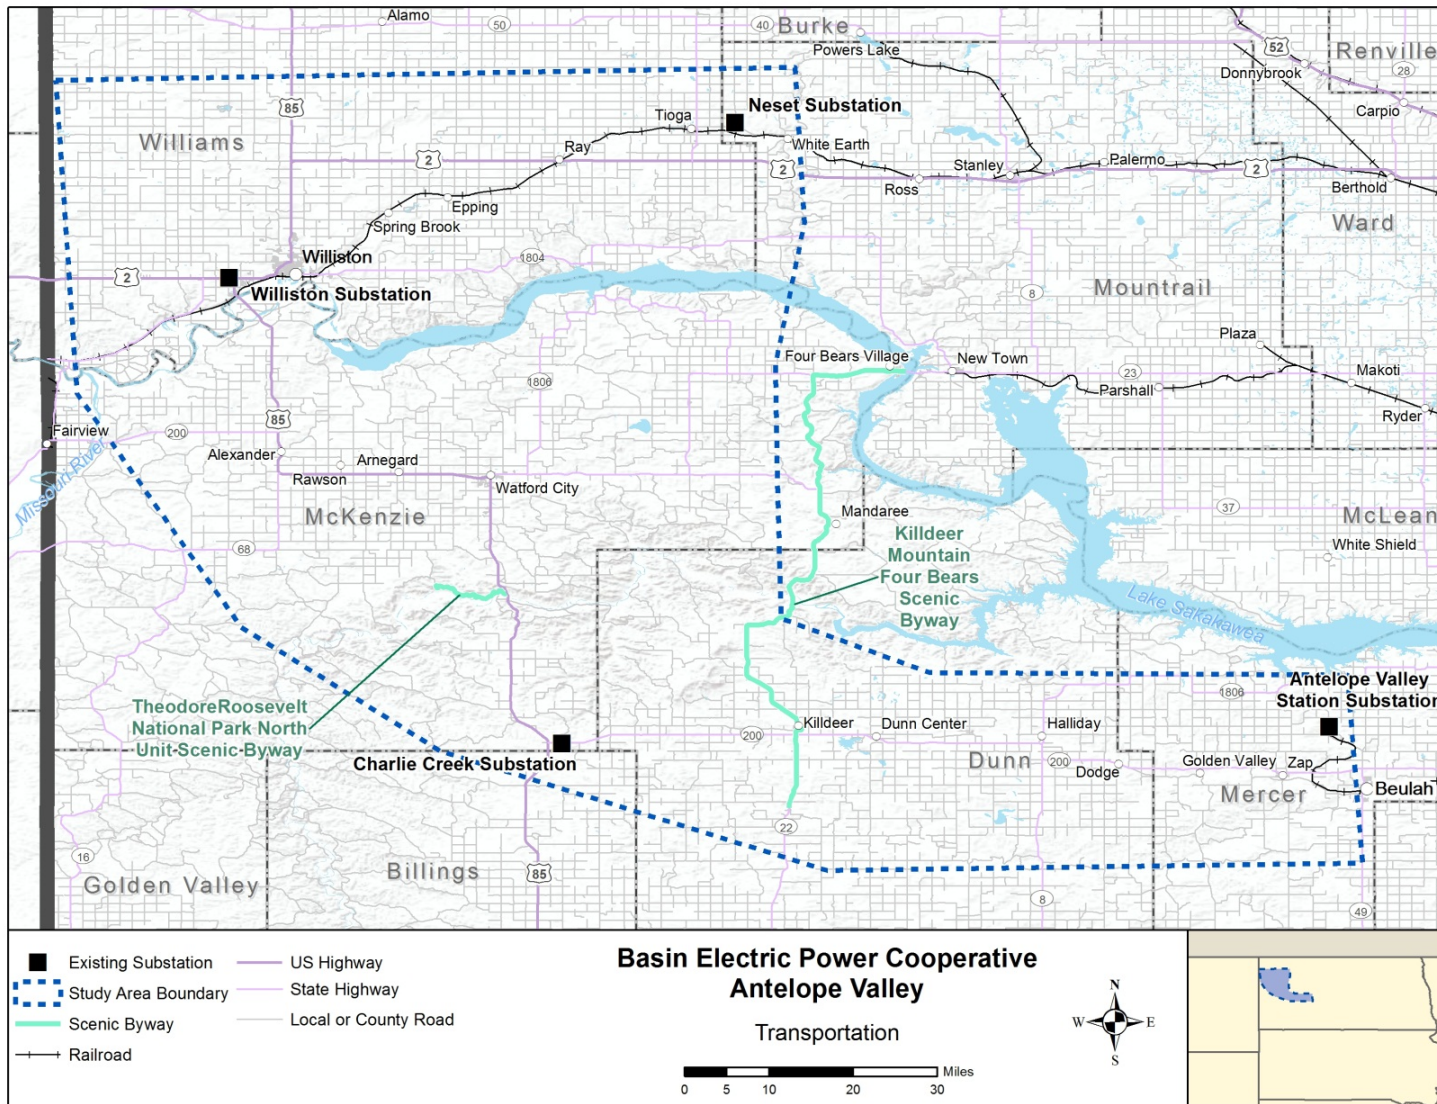 Alamo
50
40
Burke
Powers Lake
52
Donnybrook
Renville
28
Carpio
85
Williams
Neset Substation
Tioga
White Earth
Ray
2
2
Stanley
Palermo
2
Ross
Berthold
Epping
Spring Brook
Ward
Williston
1804
2
Williston Substation
Mountrail
8
Plaza
Four Bears Village
New Town
23
Makoti
1806
Parshall
Ryder
85
Fairview
200
Alexander
Arnegard
Rawson
Watford City
Missouri River
McKenzie
Mandaree
37
McLean
68
Killdeer
Mountain
Four Bears
Scenic
Byway
White Shield
Lake Sakakawea
TheodoreRoosevelt
National Park North
Unit Scenic Byway
Antelope Valley
Station Substation
1806
Killdeer
Dunn Center
Halliday
200
Charlie Creek Substation
Dunn
200
Dodge
Golden Valley
Zap
Mercer
Beulah
22
16
Golden Valley
Billings
85
8
49
Existing Substation
Study Area Boundary
Scenic Byway
Railroad
US Highway
State Highway
Local or County Road
Basin Electric Power Cooperative
Antelope Valley
Transportation
0 5 10 20 30 Miles
N
W E
S